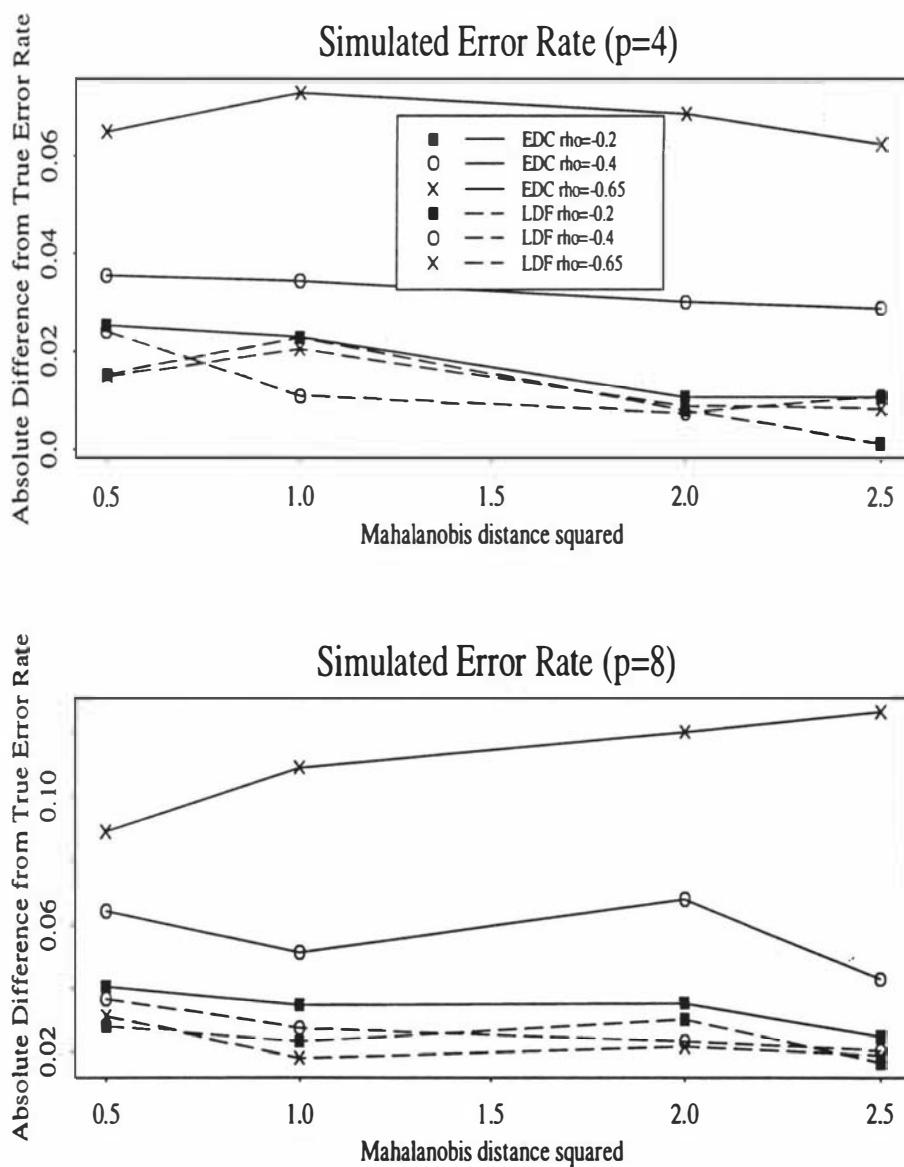 Simulated Error Rate (p=4)
Absolute Difference from True Error Rate
0.06
0.04
0.02
0.0
EDC rho=-0.2
EDC rho=-0.4
EDC rho=-0.65
LDF rho=-0.2
LDF rho=-0.4
LDF rho=-0.65
0.5 1.0 1.5 2.0 2.5
Mahalanobis distance squared
Simulated Error Rate (p=8)
Absolute Difference from True Error Rate
0.10
0.06
0.02
0.5 1.0 1.5 2.0 2.5
Mahalanobis distance squared